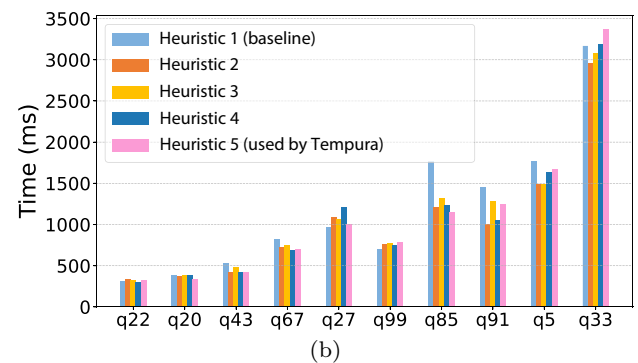 3500
3000
2500
2000
1500
1000
500
0
Time (ms)
Heuristic 1 (baseline)
Heuristic 2
Heuristic 3
Heuristic 4
Heuristic 5 (used by Tempura)
q22 q20 q43 q67 q27 q99 q85 q91 q5 q33
(b)